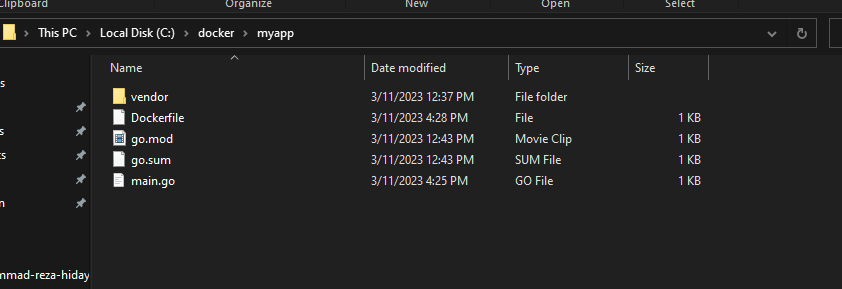 Clipboard Organize New Open Select
This PC > Local Disk (C:) > docker > myapp
Name Date modified Type Size
vendor 3/11/2023 12:37 PM File folder
Dockerfile 3/11/2023 4:28 PM File 1 KB
go.mod 3/11/2023 12:43 PM Movie Clip 1 KB
go.sum 3/11/2023 12:43 PM SUM File 1 KB
main.go 3/11/2023 4:25 PM GO File 1 KB
mmad-reza-hiday